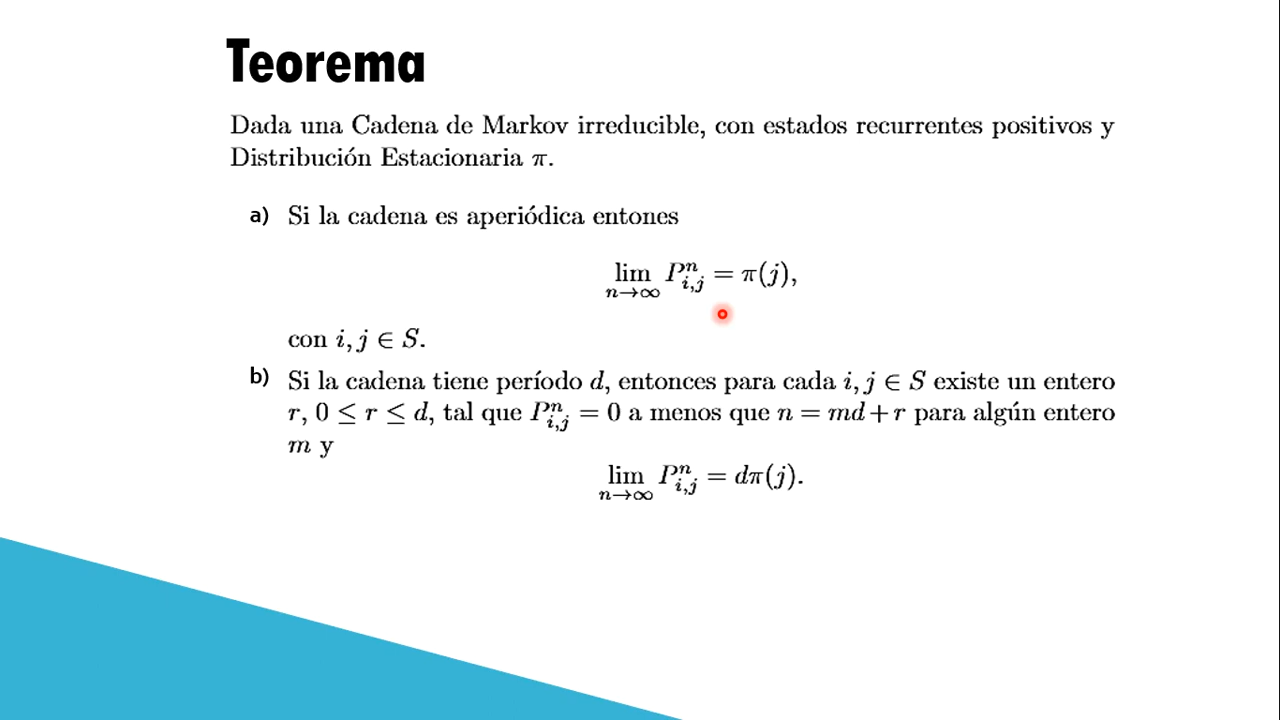 Teorema
Dada una Cadena de Markov irreducible, con estados recurrentes positivos y
Distribución Estacionaria π.
a) Si la cadena es aperiódica entones
lim_{n→∞} P^n_{i,j} = π(j),
con i, j ∈ S.
b) Si la cadena tiene período d, entonces para cada i, j ∈ S existe un entero
r, 0 ≤ r ≤ d, tal que P^n_{i,j} = 0 a menos que n = md + r para algún entero
m y
lim_{n→∞} P^n_{i,j} = dπ(j).